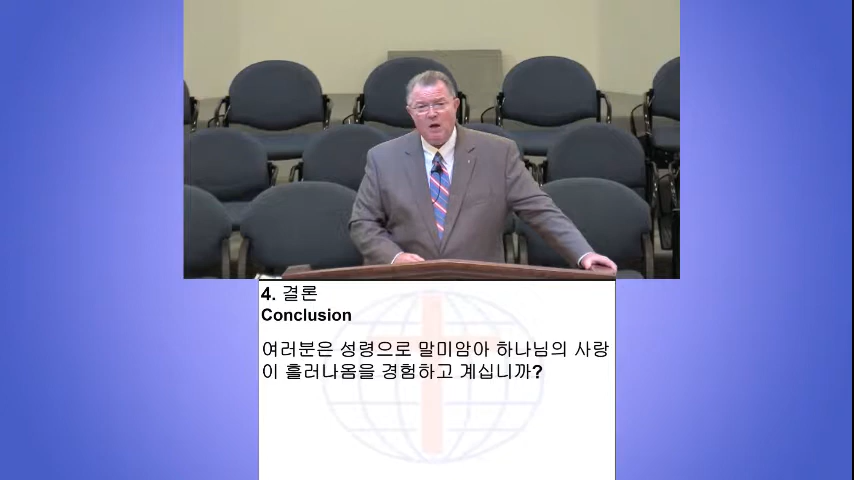 4. 결론
Conclusion
여러분은 성령으로 말미암아 하나님의 사랑
이 흘러나옴을 경험하고 계십니까?